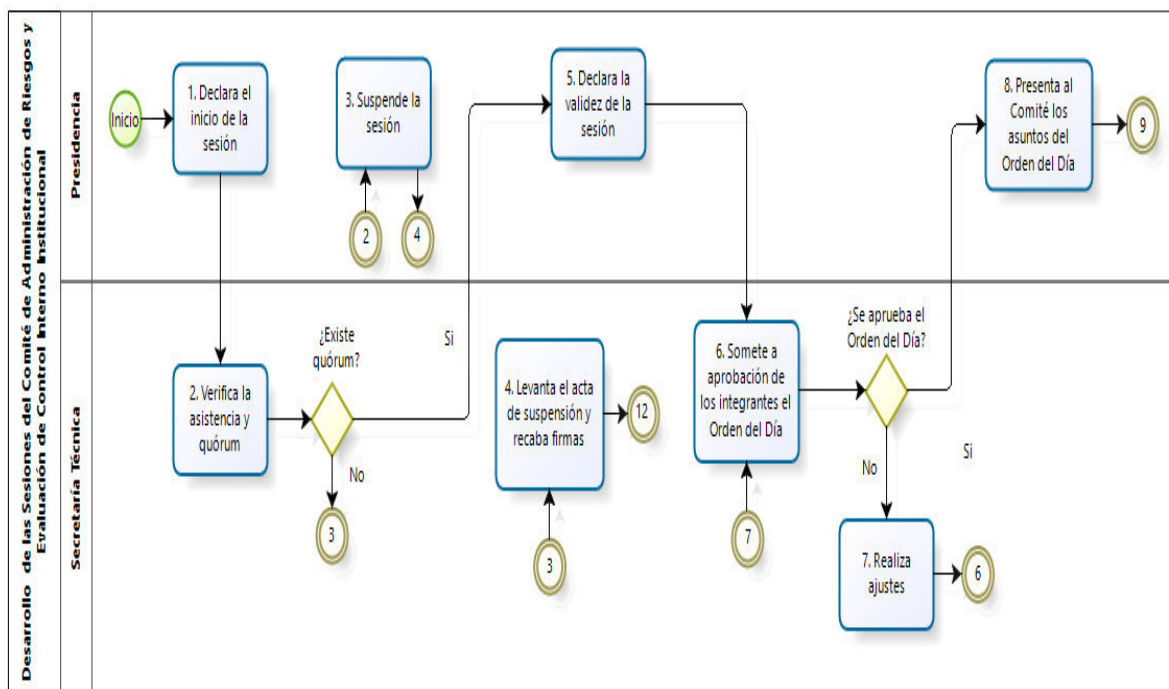 Desarrollo de las Sesiones del Comité de Administración de Riesgos y
Evaluación de Control Interno Institucional
Presidencia
Inicio
1. Declara el
inicio de la
sesión
3. Suspende la
sesión
2
4
5. Declara la
validez de la
sesión
8. Presenta al
Comité los
asuntos del
Orden del Día
9
Secretaría Técnica
2. Verifica la
asistencia y
quórum
¿Existe
quórum?
Si
No
3
4. Levanta el acta
de suspensión y
recaba firmas
12
3
6. Somete a
aprobación de
los integrantes el
Orden del Día
7
¿Se aprueba el
Orden del Día?
Si
No
7. Realiza
ajustes
6